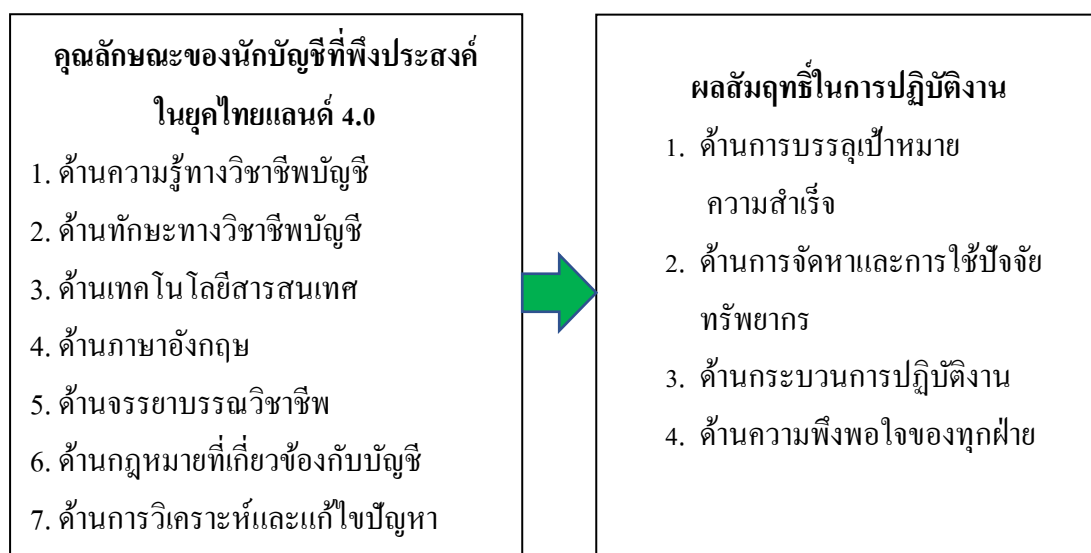 คุณลักษณะของนักบัญชีที่พึงประสงค์
ในยุคไทยแลนด์ 4.0
1. ด้านความรู้ทางวิชาชีพบัญชี
2. ด้านทักษะทางวิชาชีพบัญชี
3. ด้านเทคโนโลยีสารสนเทศ
4. ด้านภาษาอังกฤษ
5. ด้านจรรยาบรรณวิชาชีพ
6. ด้านกฎหมายที่เกี่ยวข้องกับบัญชี
7. ด้านการวิเคราะห์และแก้ไขปัญหา
ผลสัมฤทธิ์ในการปฏิบัติงาน
1. ด้านการบรรลุเป้าหมาย
ความสำเร็จ
2. ด้านการจัดหาและการใช้ปัจจัย
ทรัพยากร
3. ด้านกระบวนการปฏิบัติงาน
4. ด้านความพึงพอใจของทุกฝ่าย